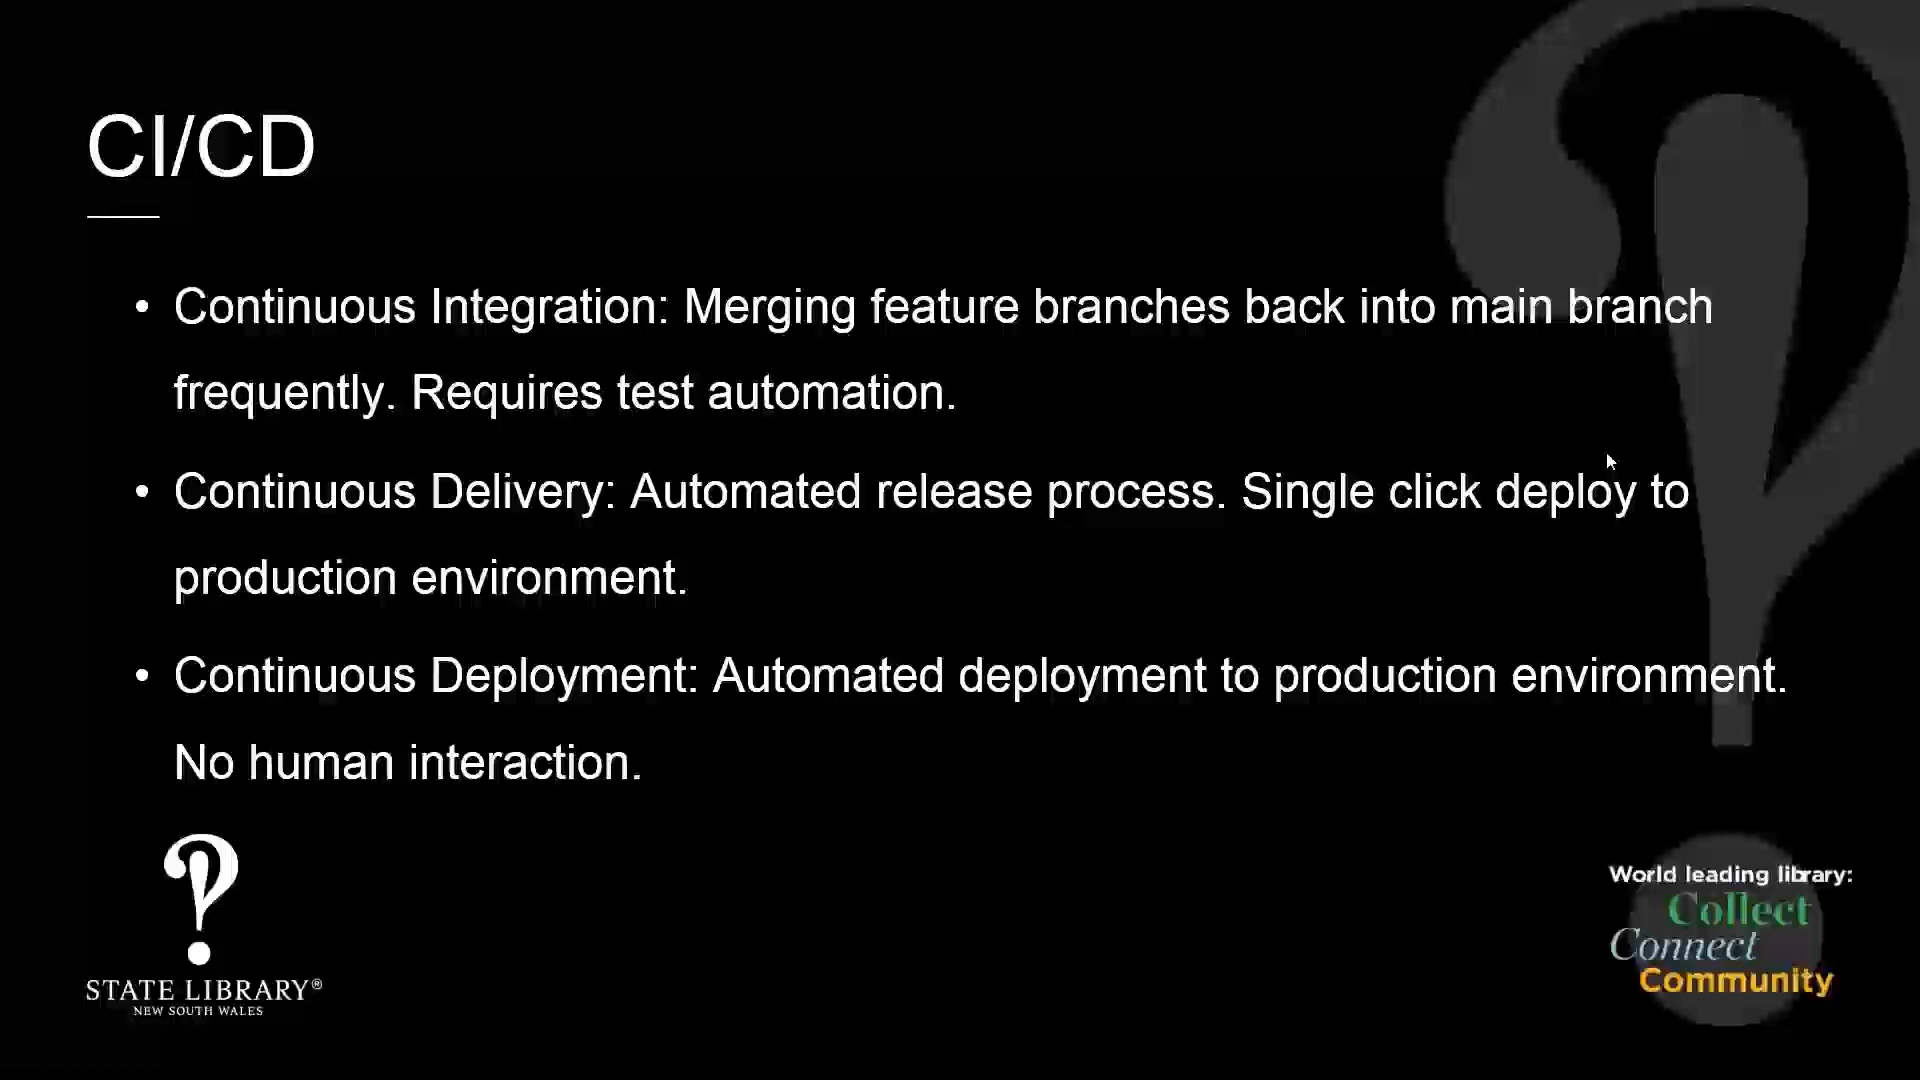 CI/CD
• Continuous Integration: Merging feature branches back into main branch
frequently. Requires test automation.
• Continuous Delivery: Automated release process. Single click deploy to
production environment.
• Continuous Deployment: Automated deployment to production environment.
No human interaction.
STATE LIBRARY®
NEW SOUTH WALES
World leading library:
Collect
Connect
Community